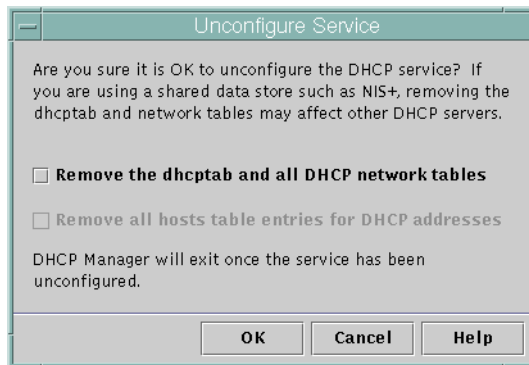 Unconfigure Service
Are you sure it is OK to unconfigure the DHCP service? If
you are using a shared data store such as NIS+, removing the
dhcptab and network tables may affect other DHCP servers.
Remove the dhcptab and all DHCP network tables
Remove all hosts table entries for DHCP addresses
DHCP Manager will exit once the service has been
unconfigured.
OK Cancel Help